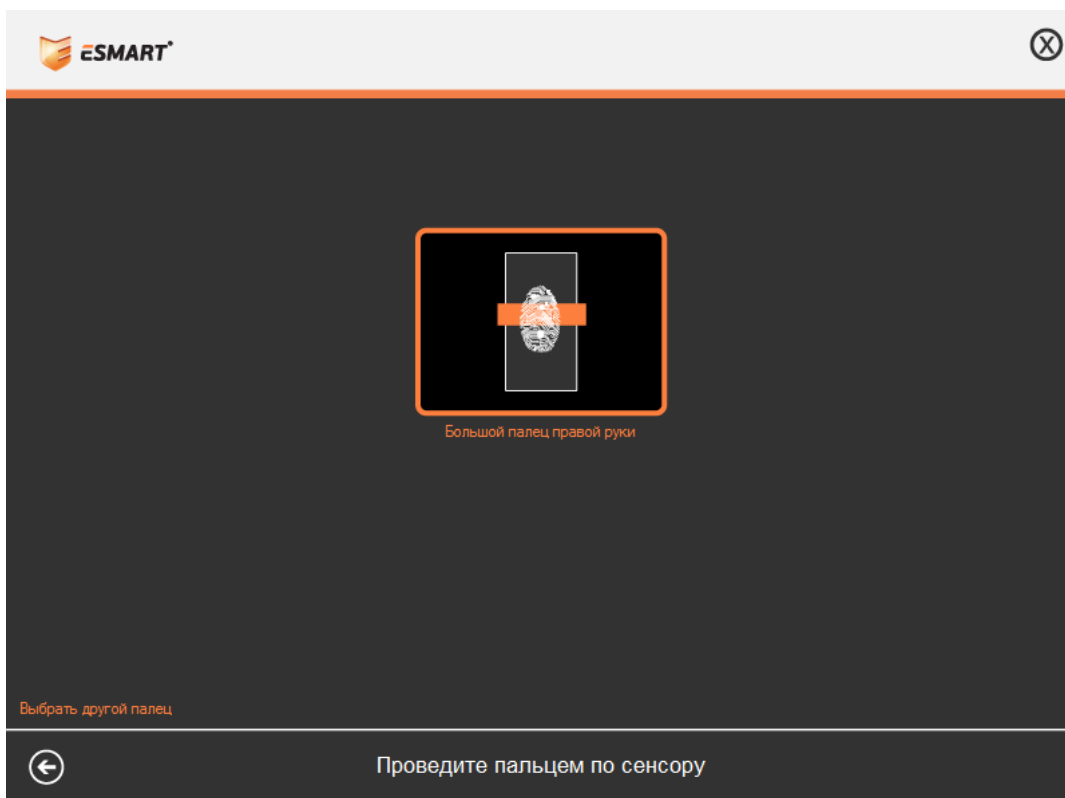 ESMART
Большой палец правой руки
Выбрать другой палец
Проведите пальцем по сенсору